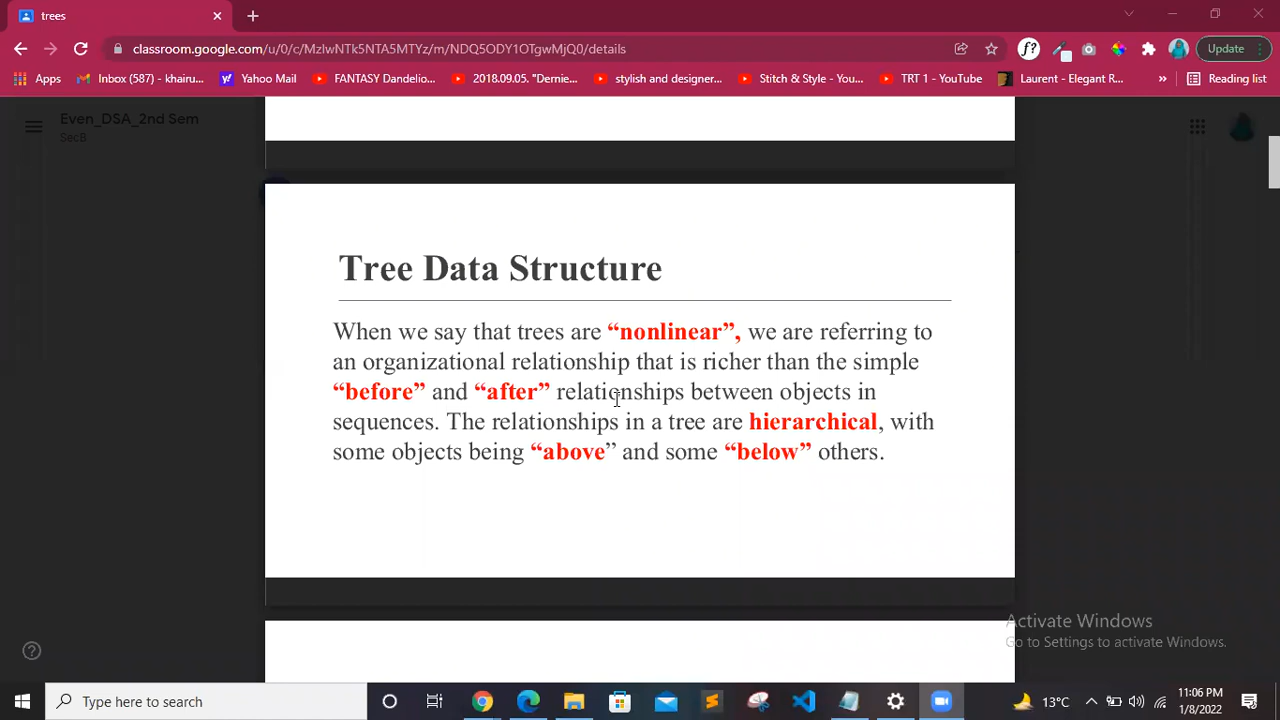 trees
classroom.google.com/u/0/c/MzIwNTk5NTA5MTYz/m/NDQ5ODY1OTgwMjQ0/details
Update
Apps
Inbox (587) - khairu...
Yahoo Mail
FANTASY Dandelio...
2018.09.05. "Dernie...
stylish and designer...
Stitch & Style - You...
TRT 1 - YouTube
Laurent - Elegant R...
»
Reading list
Even_DSA_2nd Sem
SecB
Tree Data Structure
When we say that trees are “nonlinear”, we are referring to
an organizational relationship that is richer than the simple
“before” and “after” relationships between objects in
sequences. The relationships in a tree are hierarchical, with
some objects being “above” and some “below” others.
Activate Windows
Go to Settings to activate Windows.
Type here to search
13°C
11:06 PM
1/8/2022